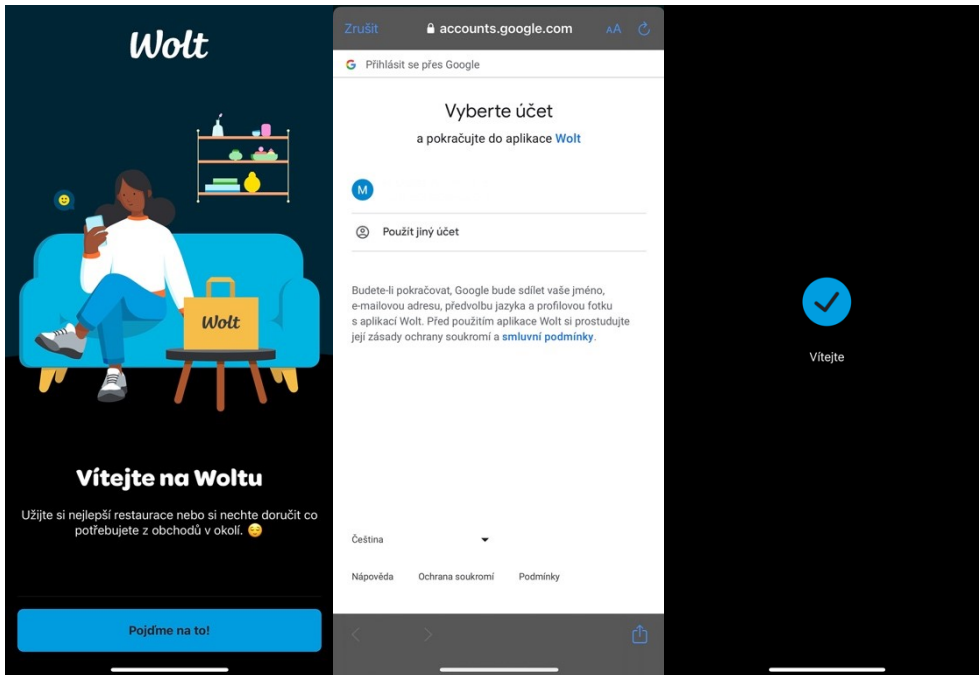 Wolt
Wolt
Vítejte na Woltu
Užijte si nejlepší restaurace nebo si nechte doručit co
potřebujete z obchodů v okolí. 😌
Pojďme na to!
Zrušit
accounts.google.com
AA
G Přihlásit se přes Google
Vyberte účet
a pokračujte do aplikace Wolt
M
Použít jiný účet
Budete-li pokračovat, Google bude sdílet vaše jméno,
e-mailovou adresu, předvolbu jazyka a profilovou fotku
s aplikací Wolt. Před použitím aplikace Wolt si prostudujte
její zásady ochrany soukromí a smluvní podmínky.
Čeština
Nápověda Ochrana soukromí Podmínky
Vítejte